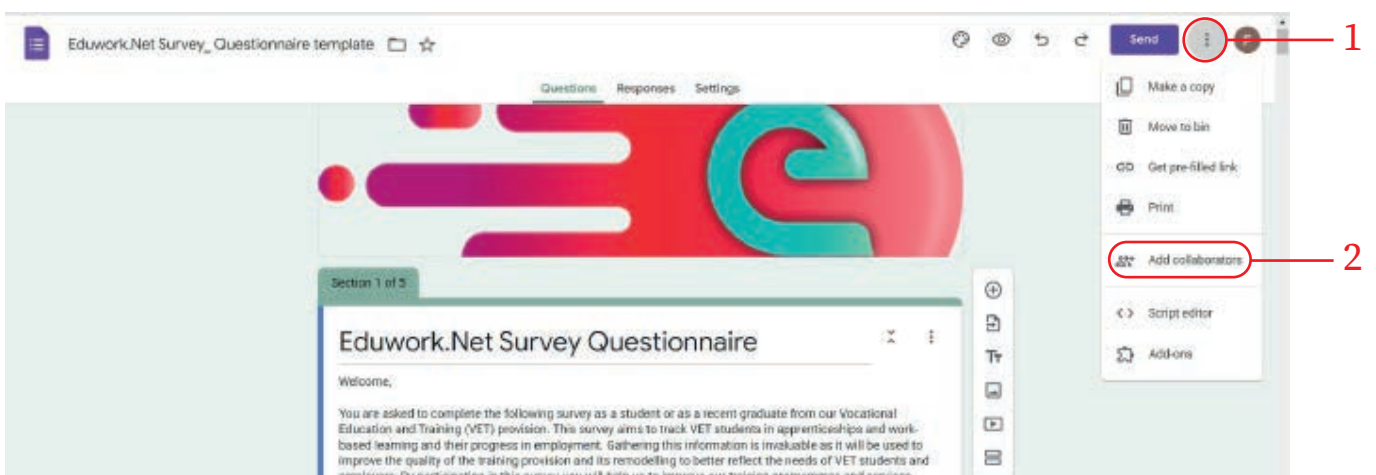 Eduwork.Net Survey_ Questionnaire template
Send
1
Questions Responses Settings
Make a copy
Move to bin
Get pre-filled link
Print
Add collaborators
2
Script editor
Add-ons
Section 1 of 5
Eduwork.Net Survey Questionnaire
Tт
Welcome,
You are asked to complete the following survey as a student or as a recent graduate from our Vocational
Education and Training (VET) provision. This survey aims to track VET students in apprenticeships and work-
based learning and their progress in employment. Gathering this information is invaluable as it will be used to
improve the quality of the training provision and its remodelling to better reflect the needs of VET students and